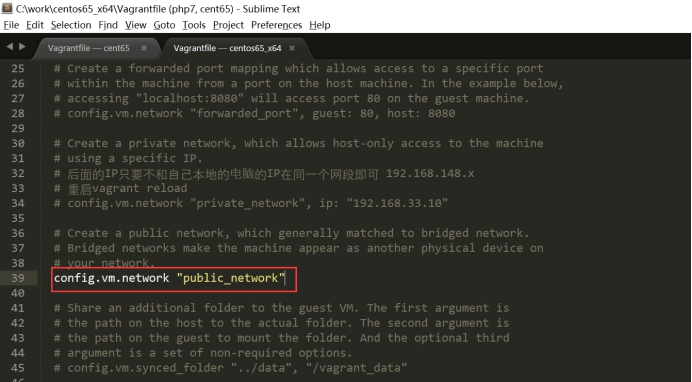 C:\work\centos65_x64\Vagrantfile (php7, cent65) - Sublime Text
File Edit Selection Find View Goto Tools Project Preferences Help
Vagrantfile — cent65 × Vagrantfile — centos65_x64 ×
25 # Create a forwarded port mapping which allows access to a specific port
26 # within the machine from a port on the host machine. In the example below,
27 # accessing "localhost:8080" will access port 80 on the guest machine.
28 # config.vm.network "forwarded_port", guest: 80, host: 8080
29
30 # Create a private network, which allows host-only access to the machine
31 # using a specific IP.
32 # 后面的IP只要不和自己本地的电脑的IP在同一个网段即可 192.168.148.x
33 # 重启vagrant reload
34 # config.vm.network "private_network", ip: "192.168.33.10"
35
36 # Create a public network, which generally matched to bridged network.
37 # Bridged networks make the machine appear as another physical device on
38 # your network.
39 config.vm.network "public_network"
40
41 # Share an additional folder to the guest VM. The first argument is
42 # the path on the host to the actual folder. The second argument is
43 # the path on the guest to mount the folder. And the optional third
44 # argument is a set of non-required options.
45 # config.vm.synced_folder "../data", "/vagrant_data"